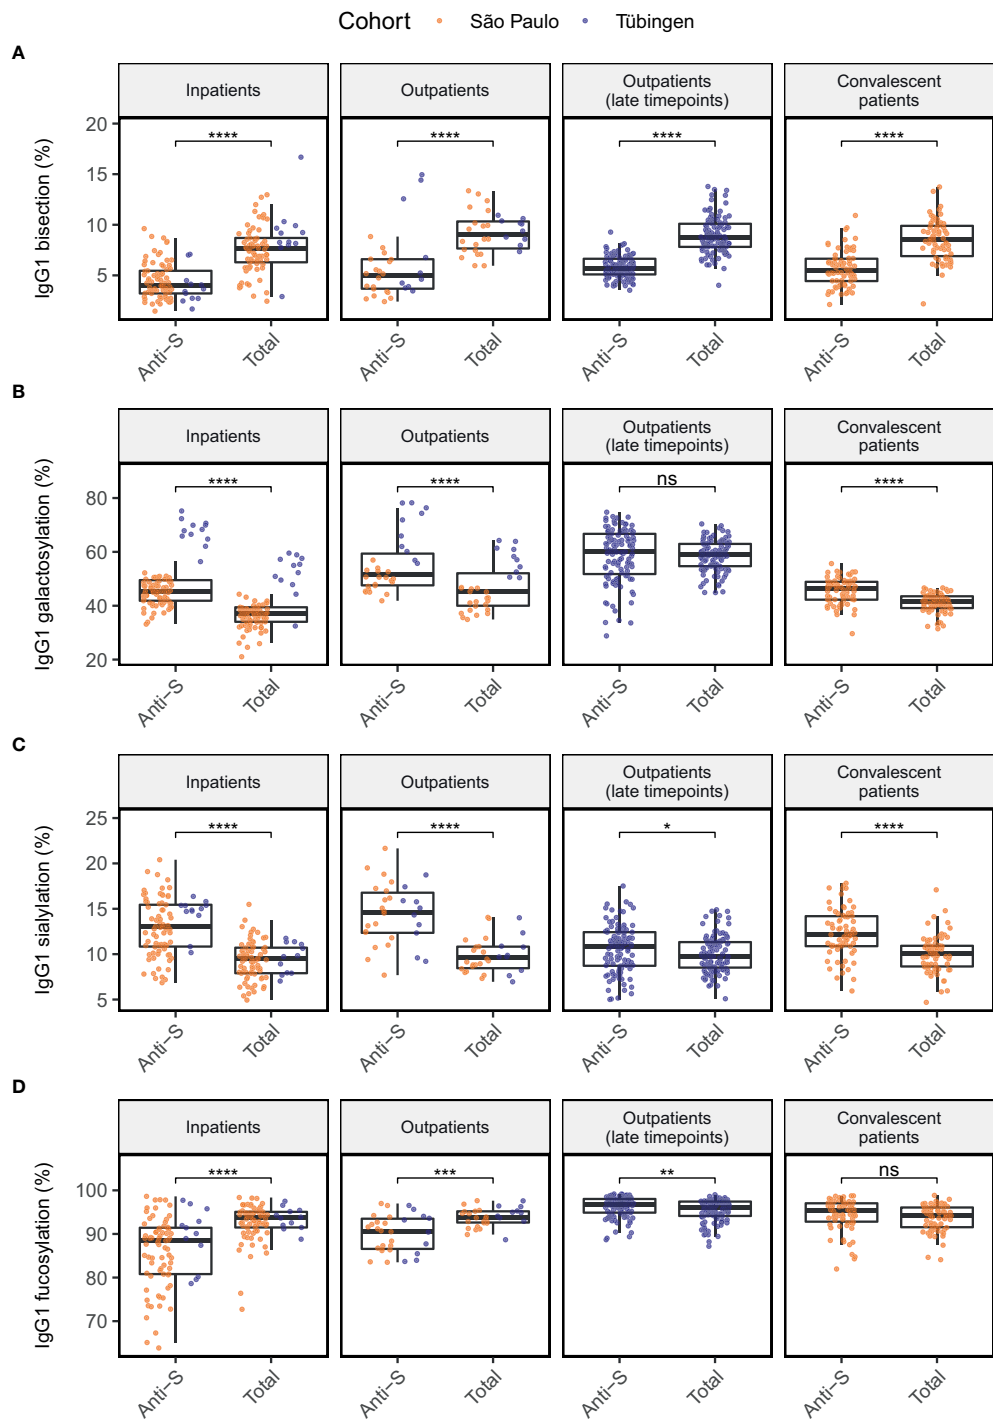 Cohort São Paulo Tübingen
A
Inpatients Outpatients Outpatients (late timepoints) Convalescent patients
IgG1 bisection (%)
20
15
10
5
**** **** **** ****
Anti-S Total Anti-S Total Anti-S Total Anti-S Total
B
Inpatients Outpatients Outpatients (late timepoints) Convalescent patients
IgG1 galactosylation (%)
80
60
40
20
**** **** ns ****
Anti-S Total Anti-S Total Anti-S Total Anti-S Total
C
Inpatients Outpatients Outpatients (late timepoints) Convalescent patients
IgG1 sialylation (%)
25
20
15
10
5
**** **** * ****
Anti-S Total Anti-S Total Anti-S Total Anti-S Total
D
Inpatients Outpatients Outpatients (late timepoints) Convalescent patients
IgG1 fucosylation (%)
100
90
80
70
**** *** ** ns
Anti-S Total Anti-S Total Anti-S Total Anti-S Total